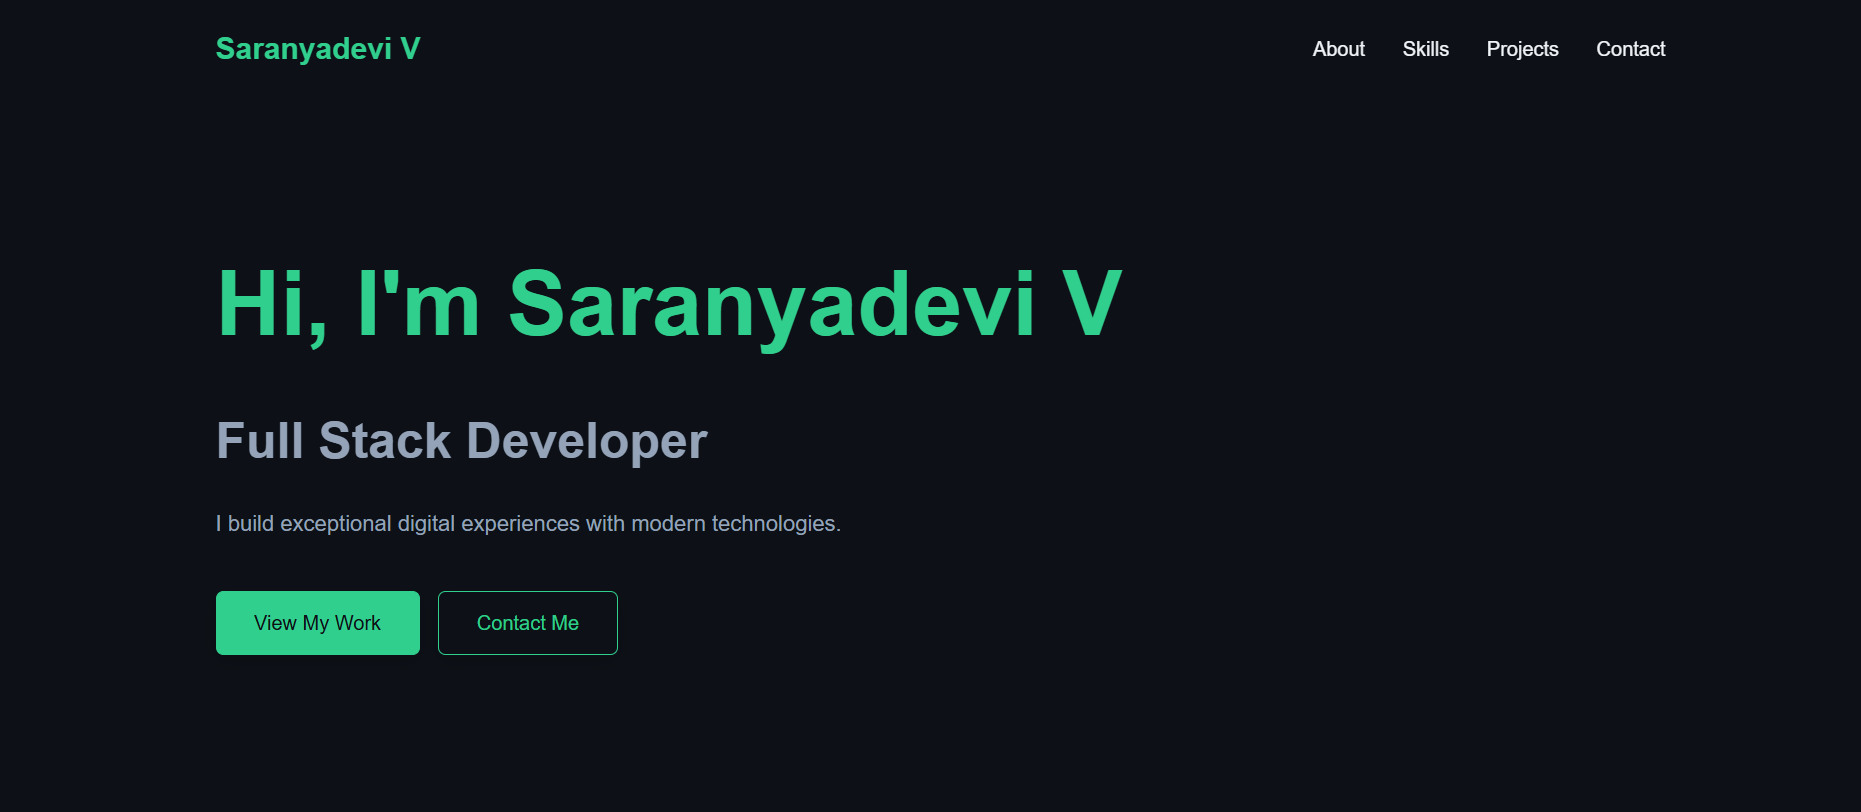 Saranyadevi V
About Skills Projects Contact
Hi, I'm Saranyadevi V
Full Stack Developer
I build exceptional digital experiences with modern technologies.
View My Work
Contact Me